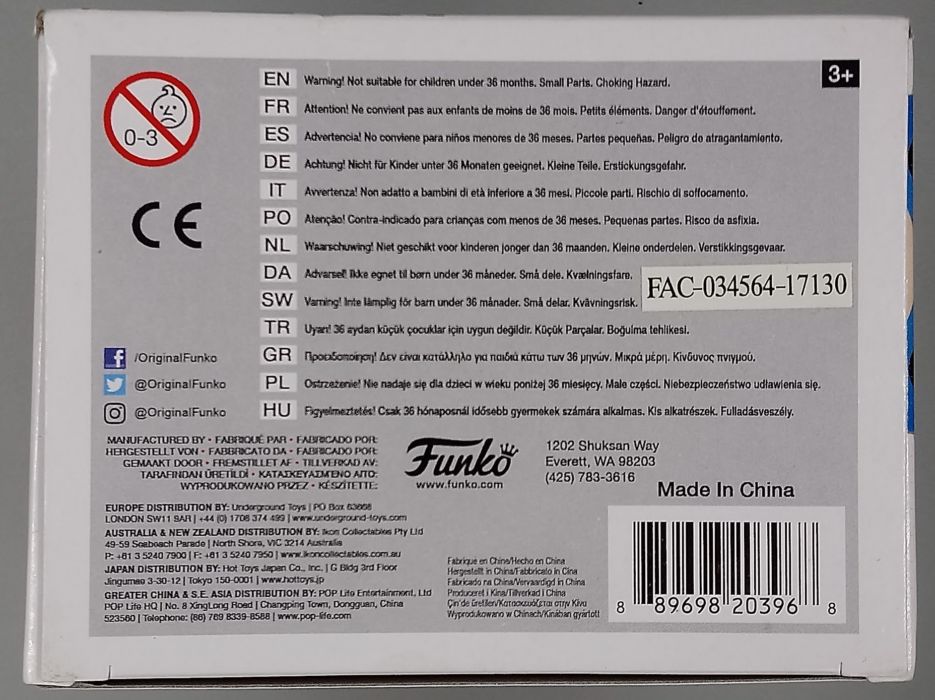 3+
0-3
EN Warning! Not suitable for children under 36 months. Small Parts. Choking Hazard.
FR Attention! Ne convient pas aux enfants de moins de 36 mois. Petits éléments. Danger d'étouffement.
ES Advertencia! No conviene para niños menores de 36 meses. Partes pequeñas. Peligro de atragantamiento.
DE Achtung! Nicht für Kinder unter 36 Monaten geeignet. Kleine Teile. Erstickungsgefahr.
IT Avvertenza! Non adatto a bambini di età inferiore a 36 mesi. Piccole parti. Rischio di soffocamento.
CE
PO Atenção! Contra-indicado para crianças com menos de 36 meses. Pequenas partes. Risco de asfixia.
NL Waarschuwing! Niet geschikt voor kinderen jonger dan 36 maanden. Kleine onderdelen. Verstikkingsgevaar.
DA Advarsel! Ikke egnet til børn under 36 måneder. Små dele. Kvælningsfare.
FAC-034564-17130
SW Varning! Inte lämplig för barn under 36 månader. Små delar. Kvävningsrisk.
TR Uyarı! 36 aydan küçük çocuklar için uygun değildir. Küçük Parçalar. Boğulma tehlikesi.
GR Προειδοποίηση! Δεν είναι κατάλληλο για παιδιά κάτω των 36 μηνών. Μικρά μέρη. Κίνδυνος πνιγμού.
PL Ostrzeżenie! Nie nadaje się dla dzieci w wieku poniżej 36 miesięcy. Małe części. Niebezpieczeństwo udławienia się.
HU Figyelmeztetés! Csak 36 hónaposnál idősebb gyermekek számára alkalmas. Kis alkatrészek. Fulladásveszély.
/OriginalFunko
@OriginalFunko
@OriginalFunko
MANUFACTURED BY • FABRIQUÉ PAR • FABRICADO POR:
HERGESTELLT VON • FABBRICATO DA • FABRICADO POR:
GEMAAKT DOOR • FREMSTILLET AF • TILLVERKAD AV:
TARAFINDAN ÜRETİLDİ • ΚΑΤΑΣΚΕΥΑΖΜΕΝΟ ΑΠΟ:
WYPRODUKOWANO PRZEZ • KÉSZÍTETTE:
Funko
www.funko.com
1202 Shuksan Way
Everett, WA 98203
(425) 783-3616
Made In China
EUROPE DISTRIBUTION BY: Underground Toys | PO Box 63668
LONDON SW11 9AR | +44 (0) 1708 374 499 | www.underground-toys.com
AUSTRALIA & NEW ZEALAND DISTRIBUTION BY: Ikon Collectables Pty Ltd
49-59 Seabeach Parade | North Shore, VIC 3214 Australia
P: +61 3 5240 7900 | F: +61 3 5240 7950 | www.ikoncollectables.com.au
JAPAN DISTRIBUTION BY: Hot Toys Japan Co., Inc. | G Bldg 3rd Floor
Jingumae 3-30-12 | Tokyo 150-0001 | www.hottoys.jp
GREATER CHINA & S.E. ASIA DISTRIBUTION BY: POP Life Entertainment, Ltd
POP Life HQ | No. 8 XingLong Road | Changping Town, Dongguan, China
523560 | Telephone: (86) 769 8339-8588 | www.pop-life.com
Fabrique en China/Hecho en China
Hergestellt in China/Fabbricato in Cina
Fabricado na China/Vervaardigd in China
Produceret i Kina/Tillverkad i China
Çin'de üretilen/Κατασκευάζεται στην Κίνα
Wyprodukowano w Chinach/Kínában gyártott
8 89698 20396 8